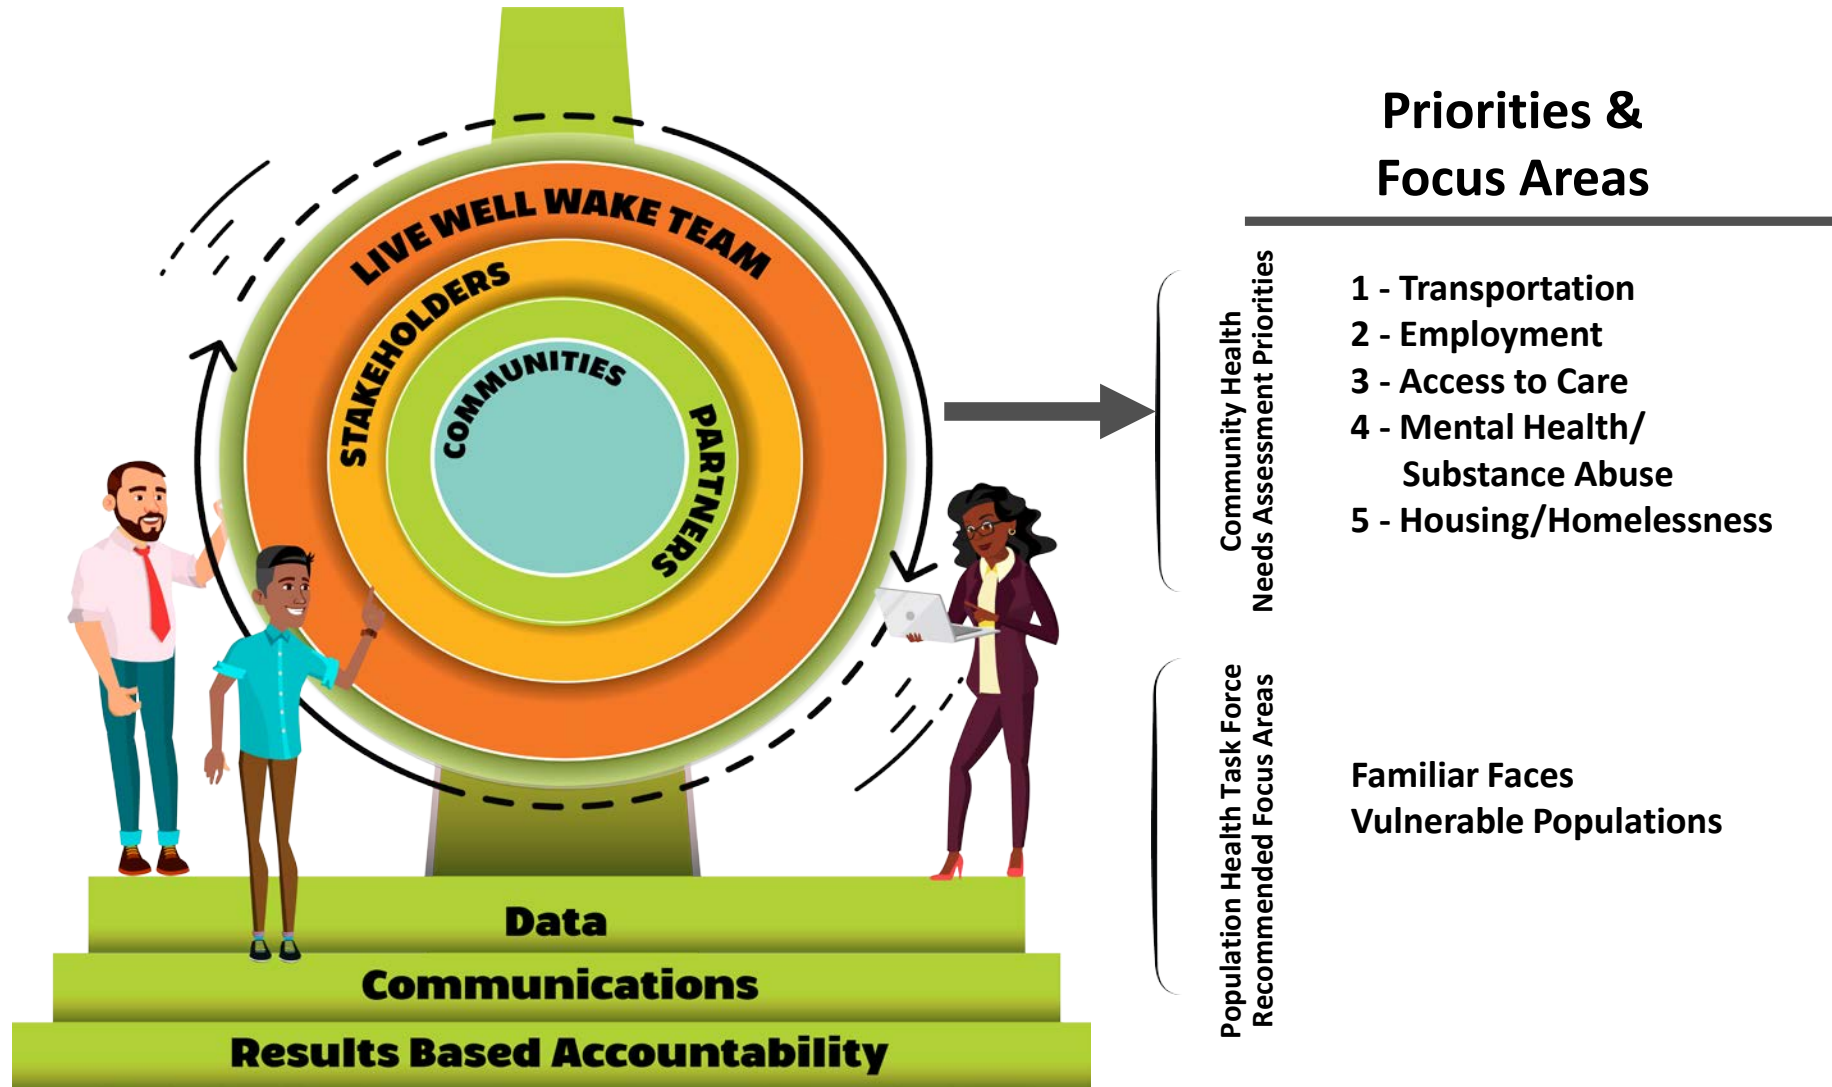 LIVE WELL WAKE TEAM
STAKEHOLDERS
COMMUNITIES
PARTNERS
Data
Communications
Results Based Accountability
Priorities &
Focus Areas
Community Health
Needs Assessment Priorities
1 - Transportation
2 - Employment
3 - Access to Care
4 - Mental Health/
Substance Abuse
5 - Housing/Homelessness
Population Health Task Force
Recommended Focus Areas
Familiar Faces
Vulnerable Populations